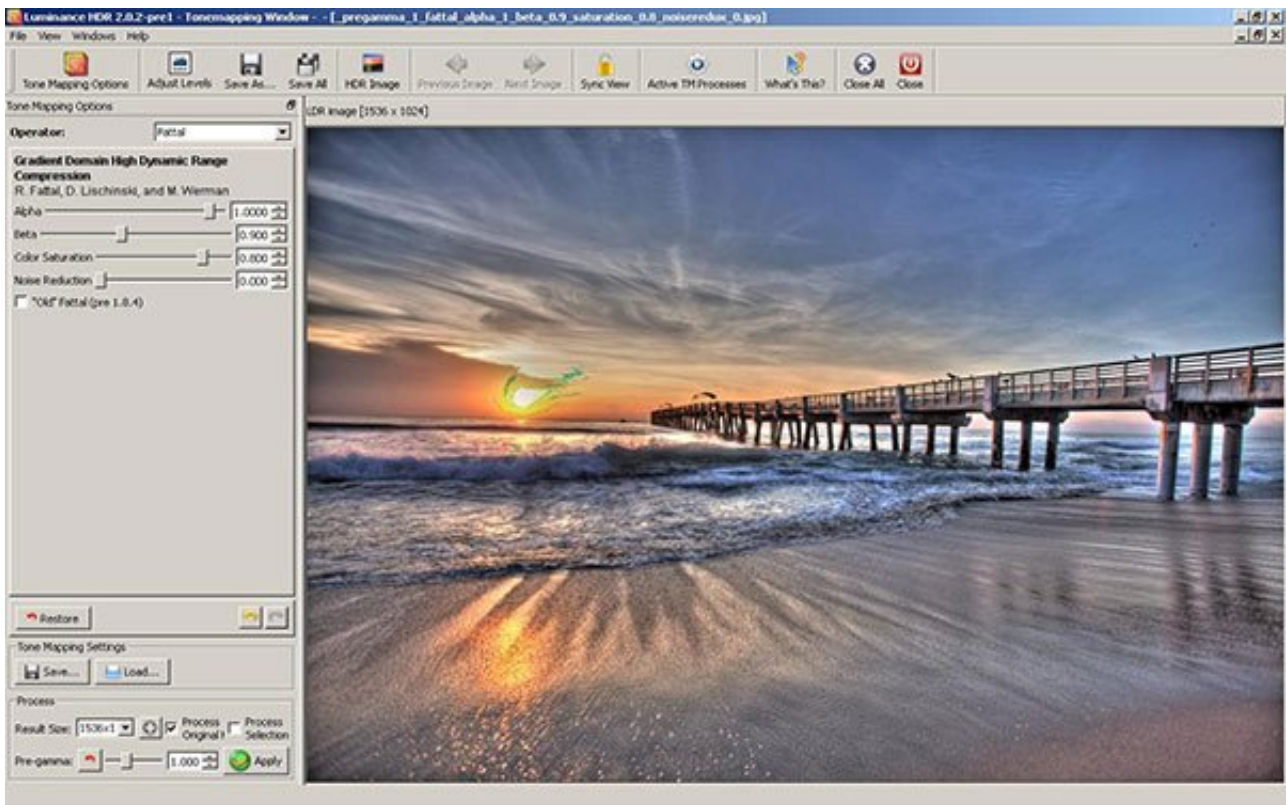 Luminance HDR 2.0.2-pre1 - Tonemapping Window - - [_pregamma_1_fattal_alpha_1_beta_0.9_saturation_0.8_noiseredux_0.jpg]
File View Windows Help
Tone Mapping Options Adjust Levels Save As... Save All HDR Image Previous Image Next Image Sync View Active TM Processes What's This? Close All Close
Tone Mapping Options
LDR image [1536 x 1024]
Operator: Fattal
Gradient Domain High Dynamic Range
Compression
R. Fattal, D. Lischinski, and M. Werman
Alpha 1.0000
Beta 0.900
Color Saturation 0.800
Noise Reduction 0.000
"Old" Fattal (pre 1.8.4)
Restore
Tone Mapping Settings
Save... Load...
Process
Result Size: 1536x1 Process Original Process Selection
Pre-gamma: 1.000 Apply